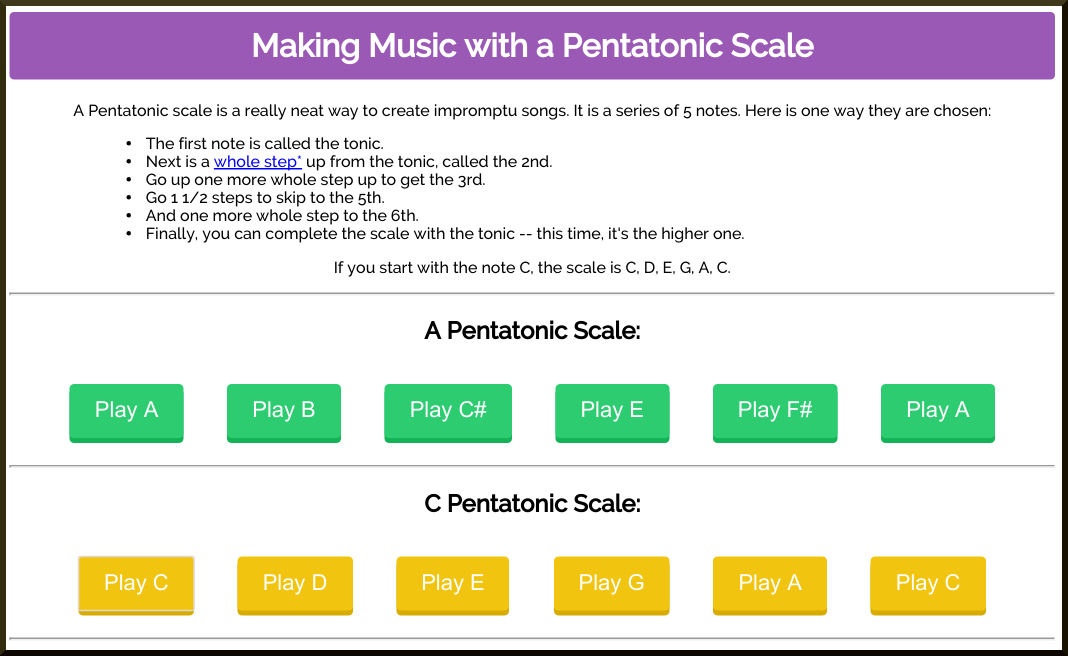 Making Music with a Pentatonic Scale
A Pentatonic scale is a really neat way to create impromptu songs. It is a series of 5 notes. Here is one way they are chosen:
• The first note is called the tonic.
• Next is a whole step* up from the tonic, called the 2nd.
• Go up one more whole step up to get the 3rd.
• Go 1 1/2 steps to skip to the 5th.
• And one more whole step to the 6th.
• Finally, you can complete the scale with the tonic -- this time, it's the higher one.
If you start with the note C, the scale is C, D, E, G, A, C.
A Pentatonic Scale:
Play A Play B Play C# Play E Play F# Play A
C Pentatonic Scale:
Play C Play D Play E Play G Play A Play C